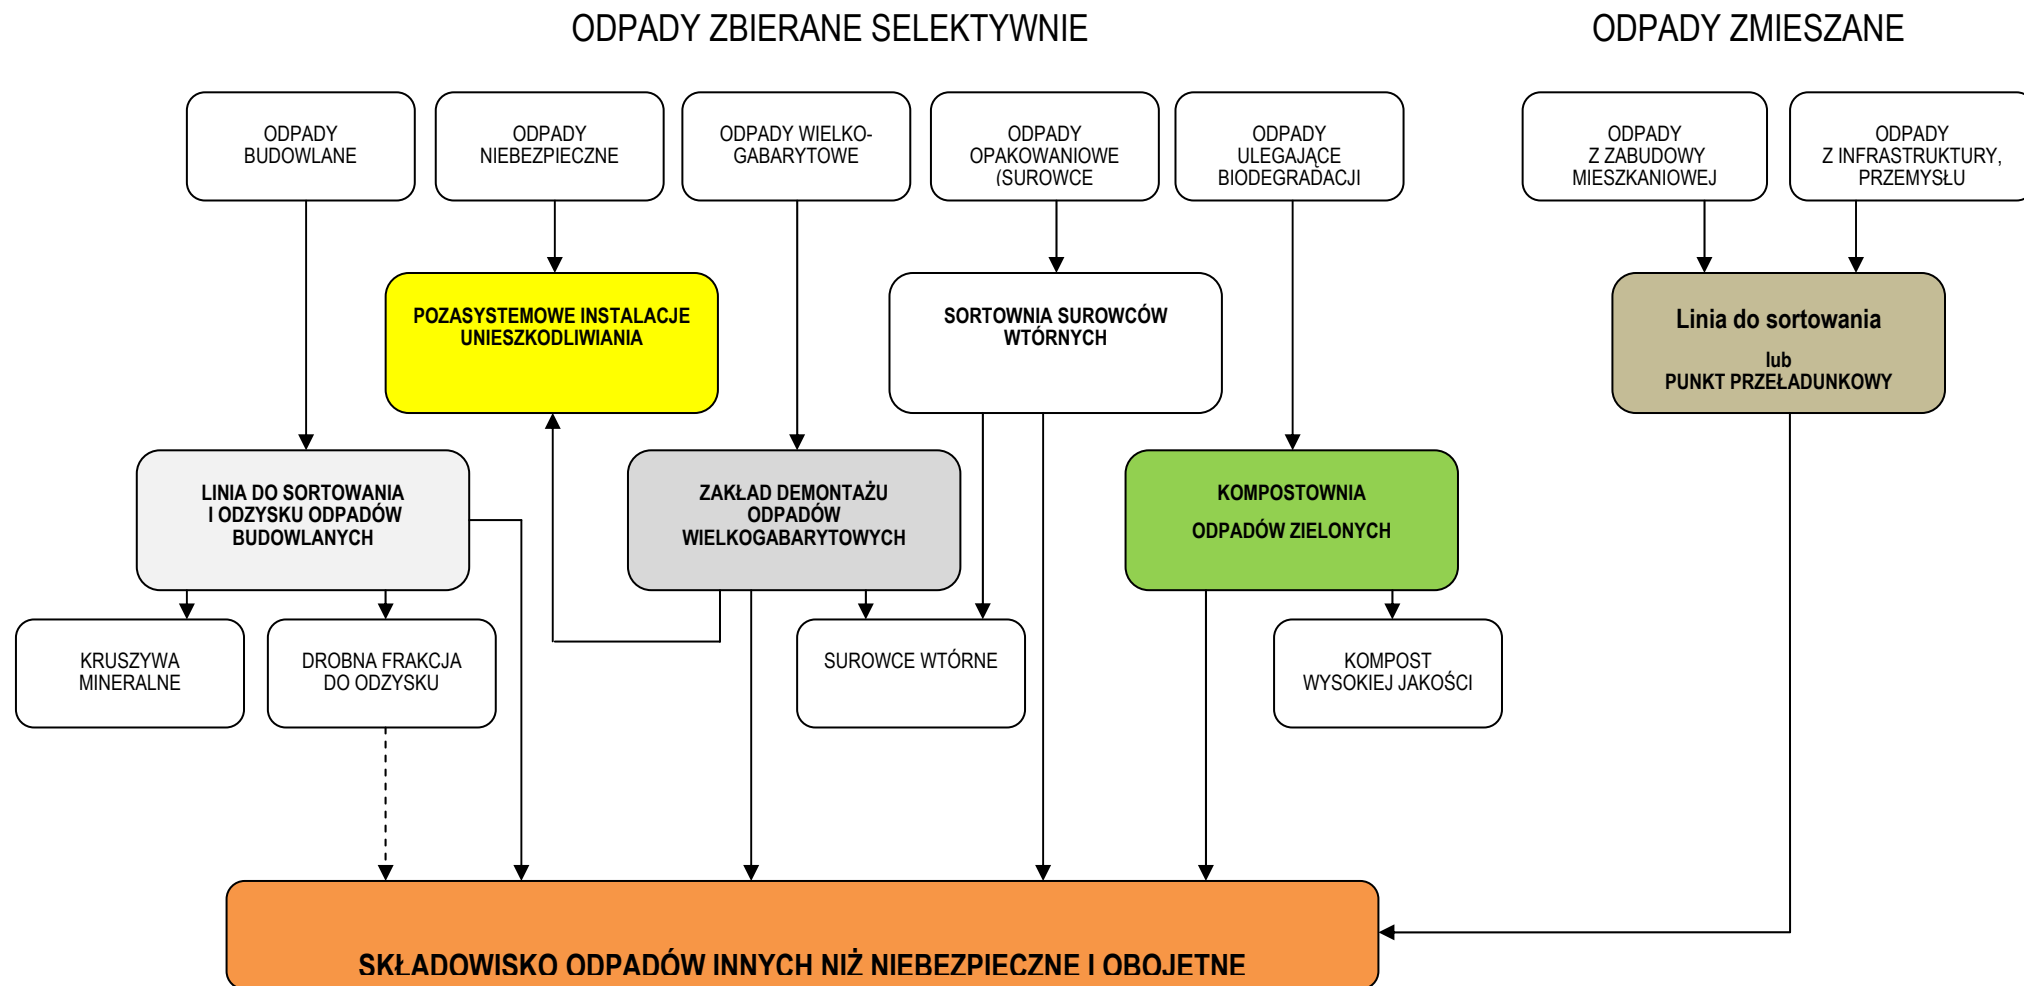 ODPADY ZBIERANE SELEKTYWNIE
ODPADY ZMIESZANE
ODPADY
BUDOWLANE
ODPADY
NIEBEZPIECZNE
ODPADY WIELKO-
GABARYTOWE
ODPADY
OPAKOWANIOWE
(SUROWCE
ODPADY
ULEGAJĄCE
BIODEGRADACJI
ODPADY
Z ZABUDOWY
MIESZKANIOWEJ
ODPADY
Z INFRASTRUKTURY,
PRZEMYSŁU
POZASYSTEMOWE INSTALACJE
UNIESZKODLIWIANIA
SORTOWNIA SUROWCÓW
WTÓRNYCH
Linia do sortowania
lub
PUNKT PRZEŁADUNKOWY
LINIA DO SORTOWANIA
I ODZYSKU ODPADÓW
BUDOWLANYCH
ZAKŁAD DEMONTAŻU
ODPADÓW
WIELKOGABARYTOWYCH
KOMPOSTOWNIA
ODPADÓW ZIELONYCH
KRUSZYWA
MINERALNE
DROBNA FRAKCJA
DO ODZYSKU
SUROWCE WTÓRNE
KOMPOST
WYSOKIEJ JAKOŚCI
SKŁADOWISKO ODPADÓW INNYCH NIŻ NIEBEZPIECZNE I OBOJETNE